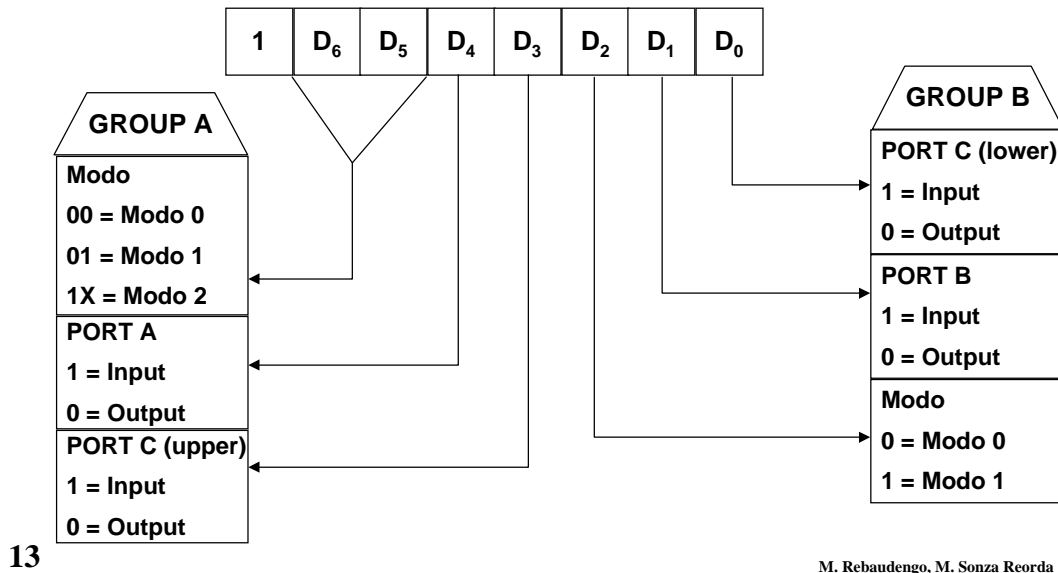 1 D6 D5 D4 D3 D2 D1 D0
GROUP A
Modo
00 = Modo 0
01 = Modo 1
1X = Modo 2
PORT A
1 = Input
0 = Output
PORT C (upper)
1 = Input
0 = Output
GROUP B
PORT C (lower)
1 = Input
0 = Output
PORT B
1 = Input
0 = Output
Modo
0 = Modo 0
1 = Modo 1
13
M. Rebaudengo, M. Sonza Reorda